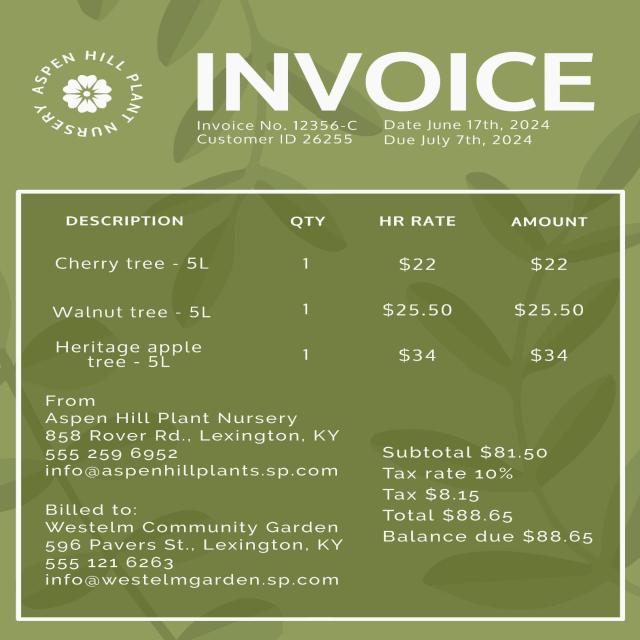 ASPEN HILL PLANT NURSERY
INVOICE
Invoice No. 12356-C
Customer ID 26255
Date June 17th, 2024
Due July 7th, 2024
DESCRIPTION QTY HR RATE AMOUNT
Cherry tree - 5L 1 $22 $22
Walnut tree - 5L 1 $25.50 $25.50
Heritage apple
tree - 5L 1 $34 $34
From
Aspen Hill Plant Nursery
858 Rover Rd., Lexington, KY
555 259 6952
info@aspenhillplants.sp.com
Billed to:
Westelm Community Garden
596 Pavers St., Lexington, KY
555 121 6263
info@westelmgarden.sp.com
Subtotal $81.50
Tax rate 10%
Tax $8.15
Total $88.65
Balance due $88.65